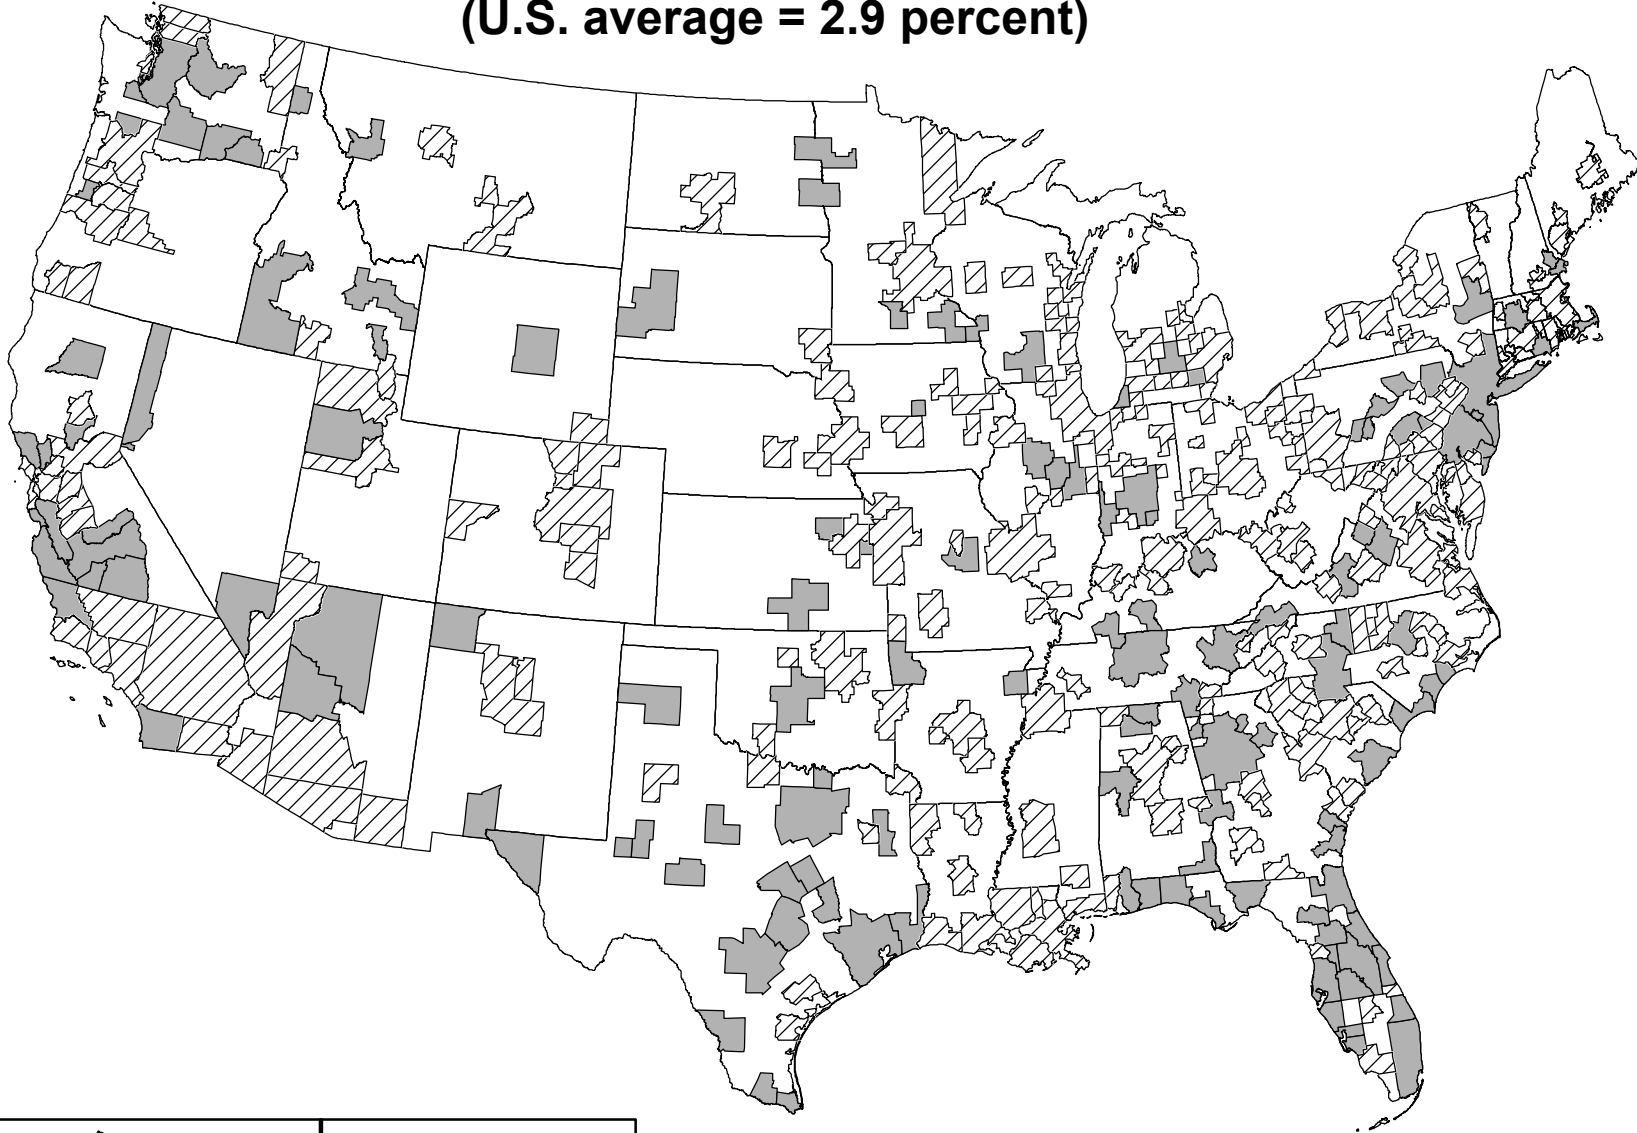 (U.S. average = 2.9 percent)